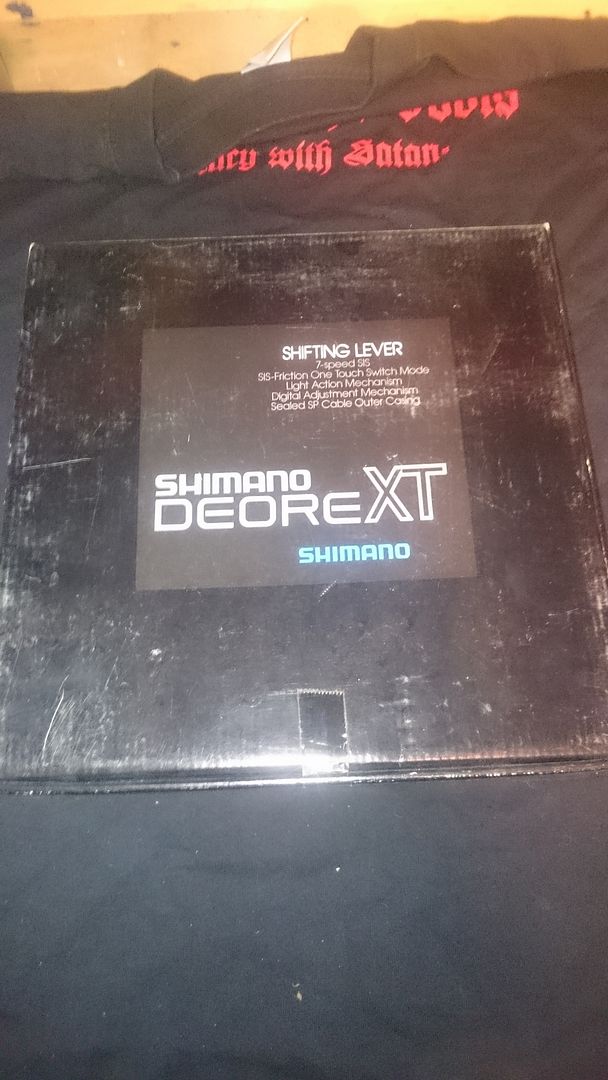 with Satan-
SHIFTING LEVER
7-speed SIS
SIS-Friction One Touch Switch Mode
Light Action Mechanism
Digital Adjustment Mechanism
Sealed SP Cable Outer Casing
SHIMANO
DEORE XT
SHIMANO